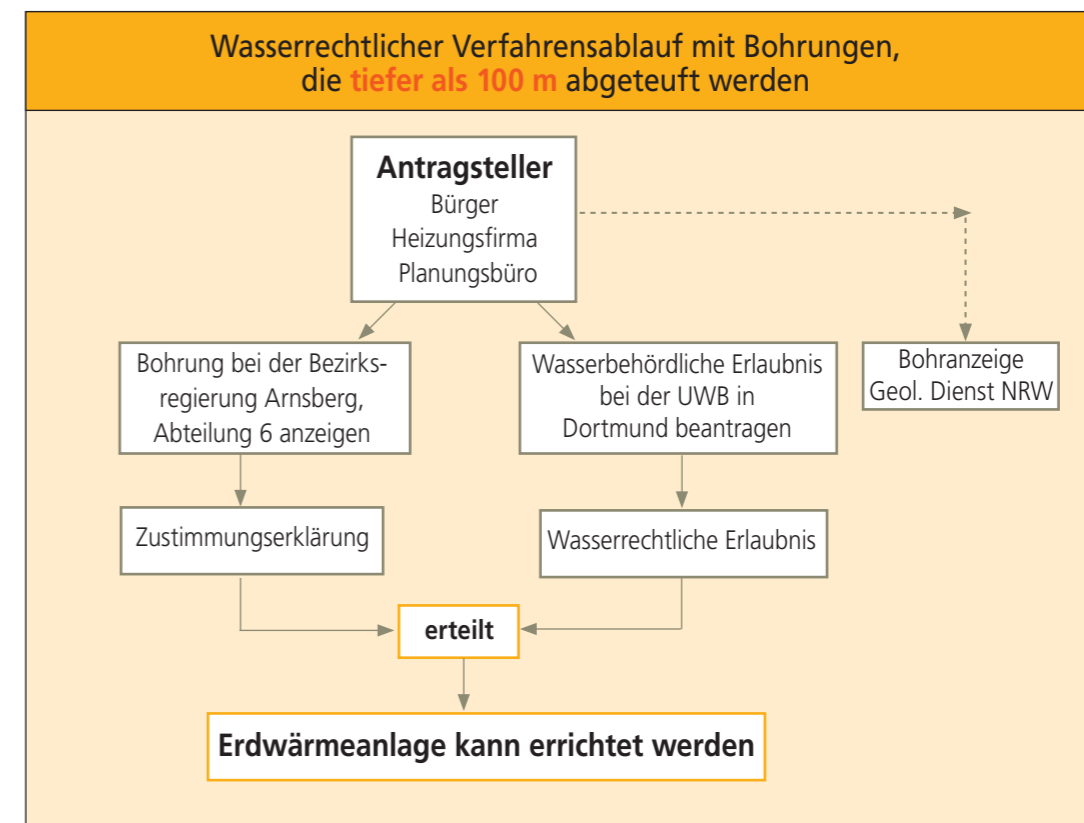 Wasserrechtlicher Verfahrensablauf mit Bohrungen,
die tiefer als 100 m abgeteuft werden
Antragsteller
Bürger
Heizungsfirma
Planungsbüro
Bohrung bei der Bezirks-
regierung Arnsberg,
Abteilung 6 anzeigen
Wasserbehördliche Erlaubnis
bei der UWB in
Dortmund beantragen
Bohranzeige
Geol. Dienst NRW
Zustimmungserklärung
Wasserrechtliche Erlaubnis
erteilt
Erdwärmeanlage kann errichtet werden